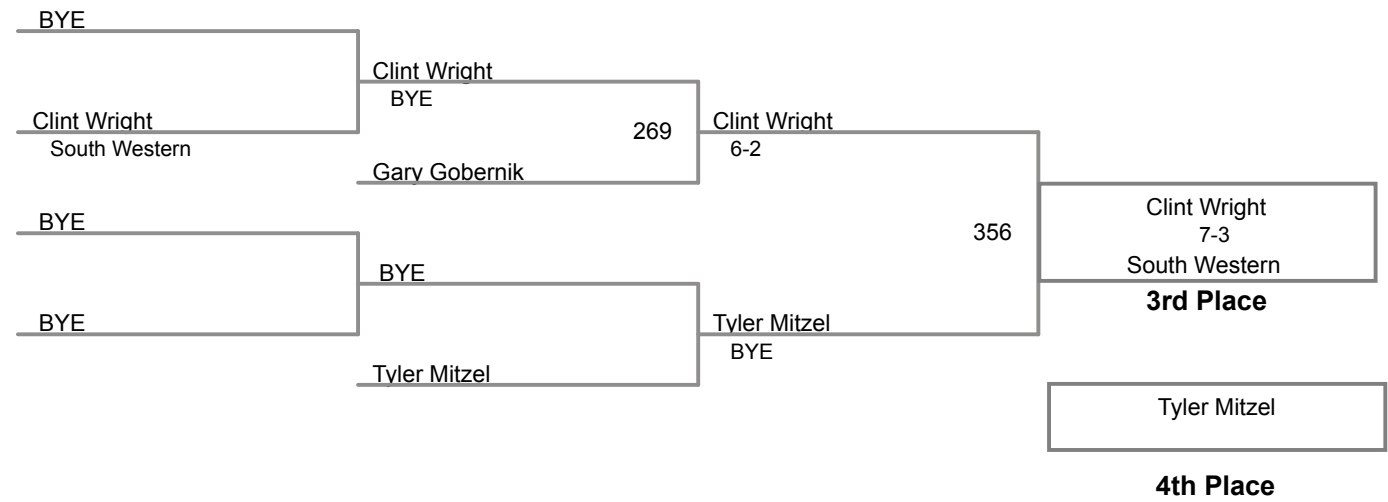 BYE
Clint Wright
BYE
Clint Wright
South Western
269
Clint Wright
6-2
Gary Gobernik
BYE
BYE
BYE
Tyler Mitzel
Tyler Mitzel
BYE
356
Clint Wright
7-3
South Western
3rd Place
Tyler Mitzel
4th Place